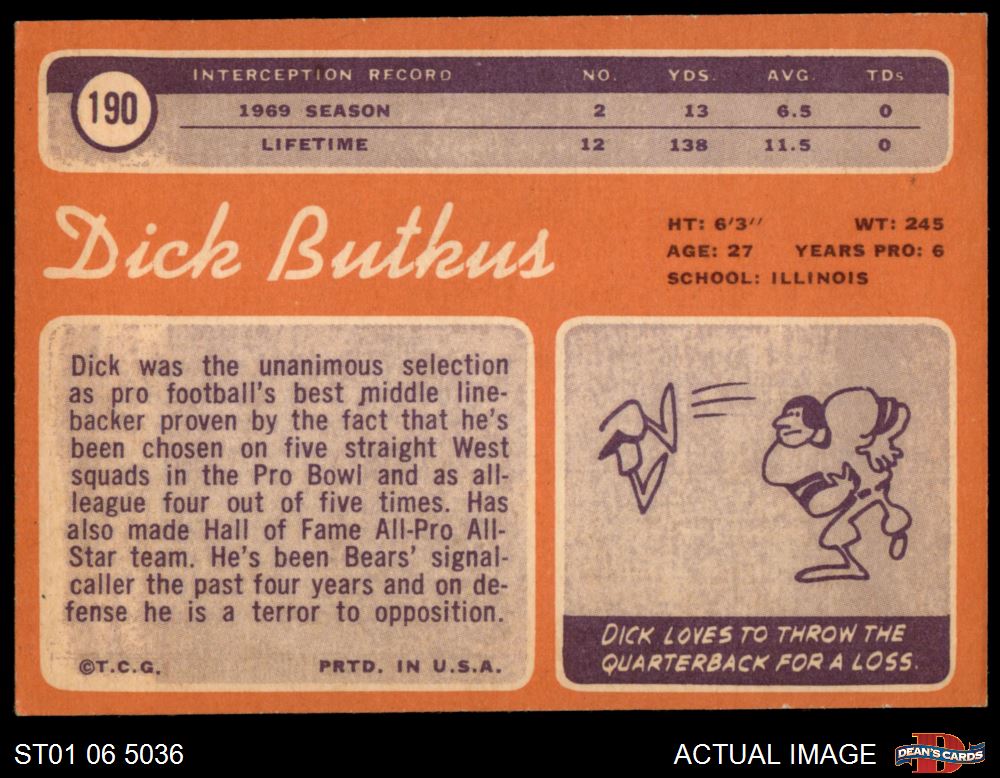 190
INTERCEPTION RECORD NO. YDS. AVG. TDs
1969 SEASON 2 13 6.5 0
LIFETIME 12 138 11.5 0
Dick Butkus
HT: 6'3" WT: 245
AGE: 27 YEARS PRO: 6
SCHOOL: ILLINOIS
Dick was the unanimous selection
as pro football's best middle line-
backer proven by the fact that he's
been chosen on five straight West
squads in the Pro Bowl and as all-
league four out of five times. Has
also made Hall of Fame All-Pro All-
Star team. He's been Bears' signal-
caller the past four years and on de-
fense he is a terror to opposition.
©T.C.G. PRTD. IN U.S.A.
DICK LOVES TO THROW THE
QUARTERBACK FOR A LOSS.
ST01 06 5036
ACTUAL IMAGE
D
DEAN'S CARDS